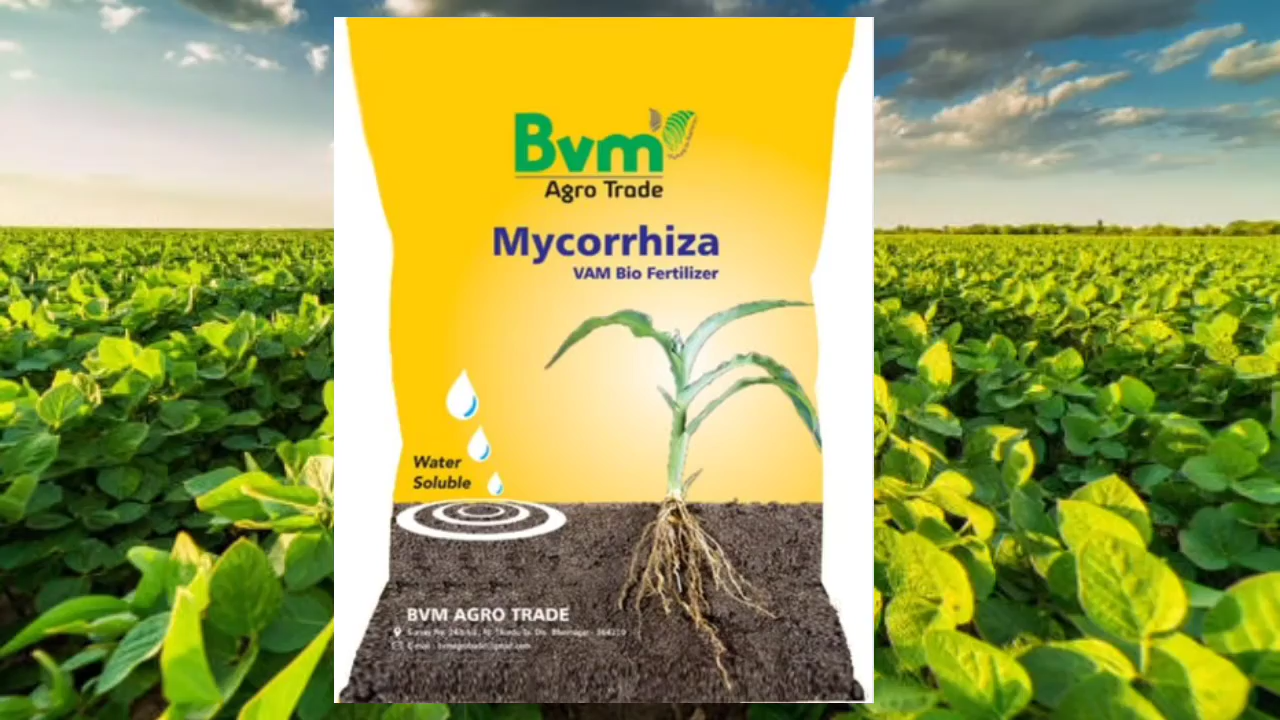 Bvm
Agro Trade
Mycorrhiza
VAM Bio Fertilizer
Water
Soluble
BVM AGRO TRADE